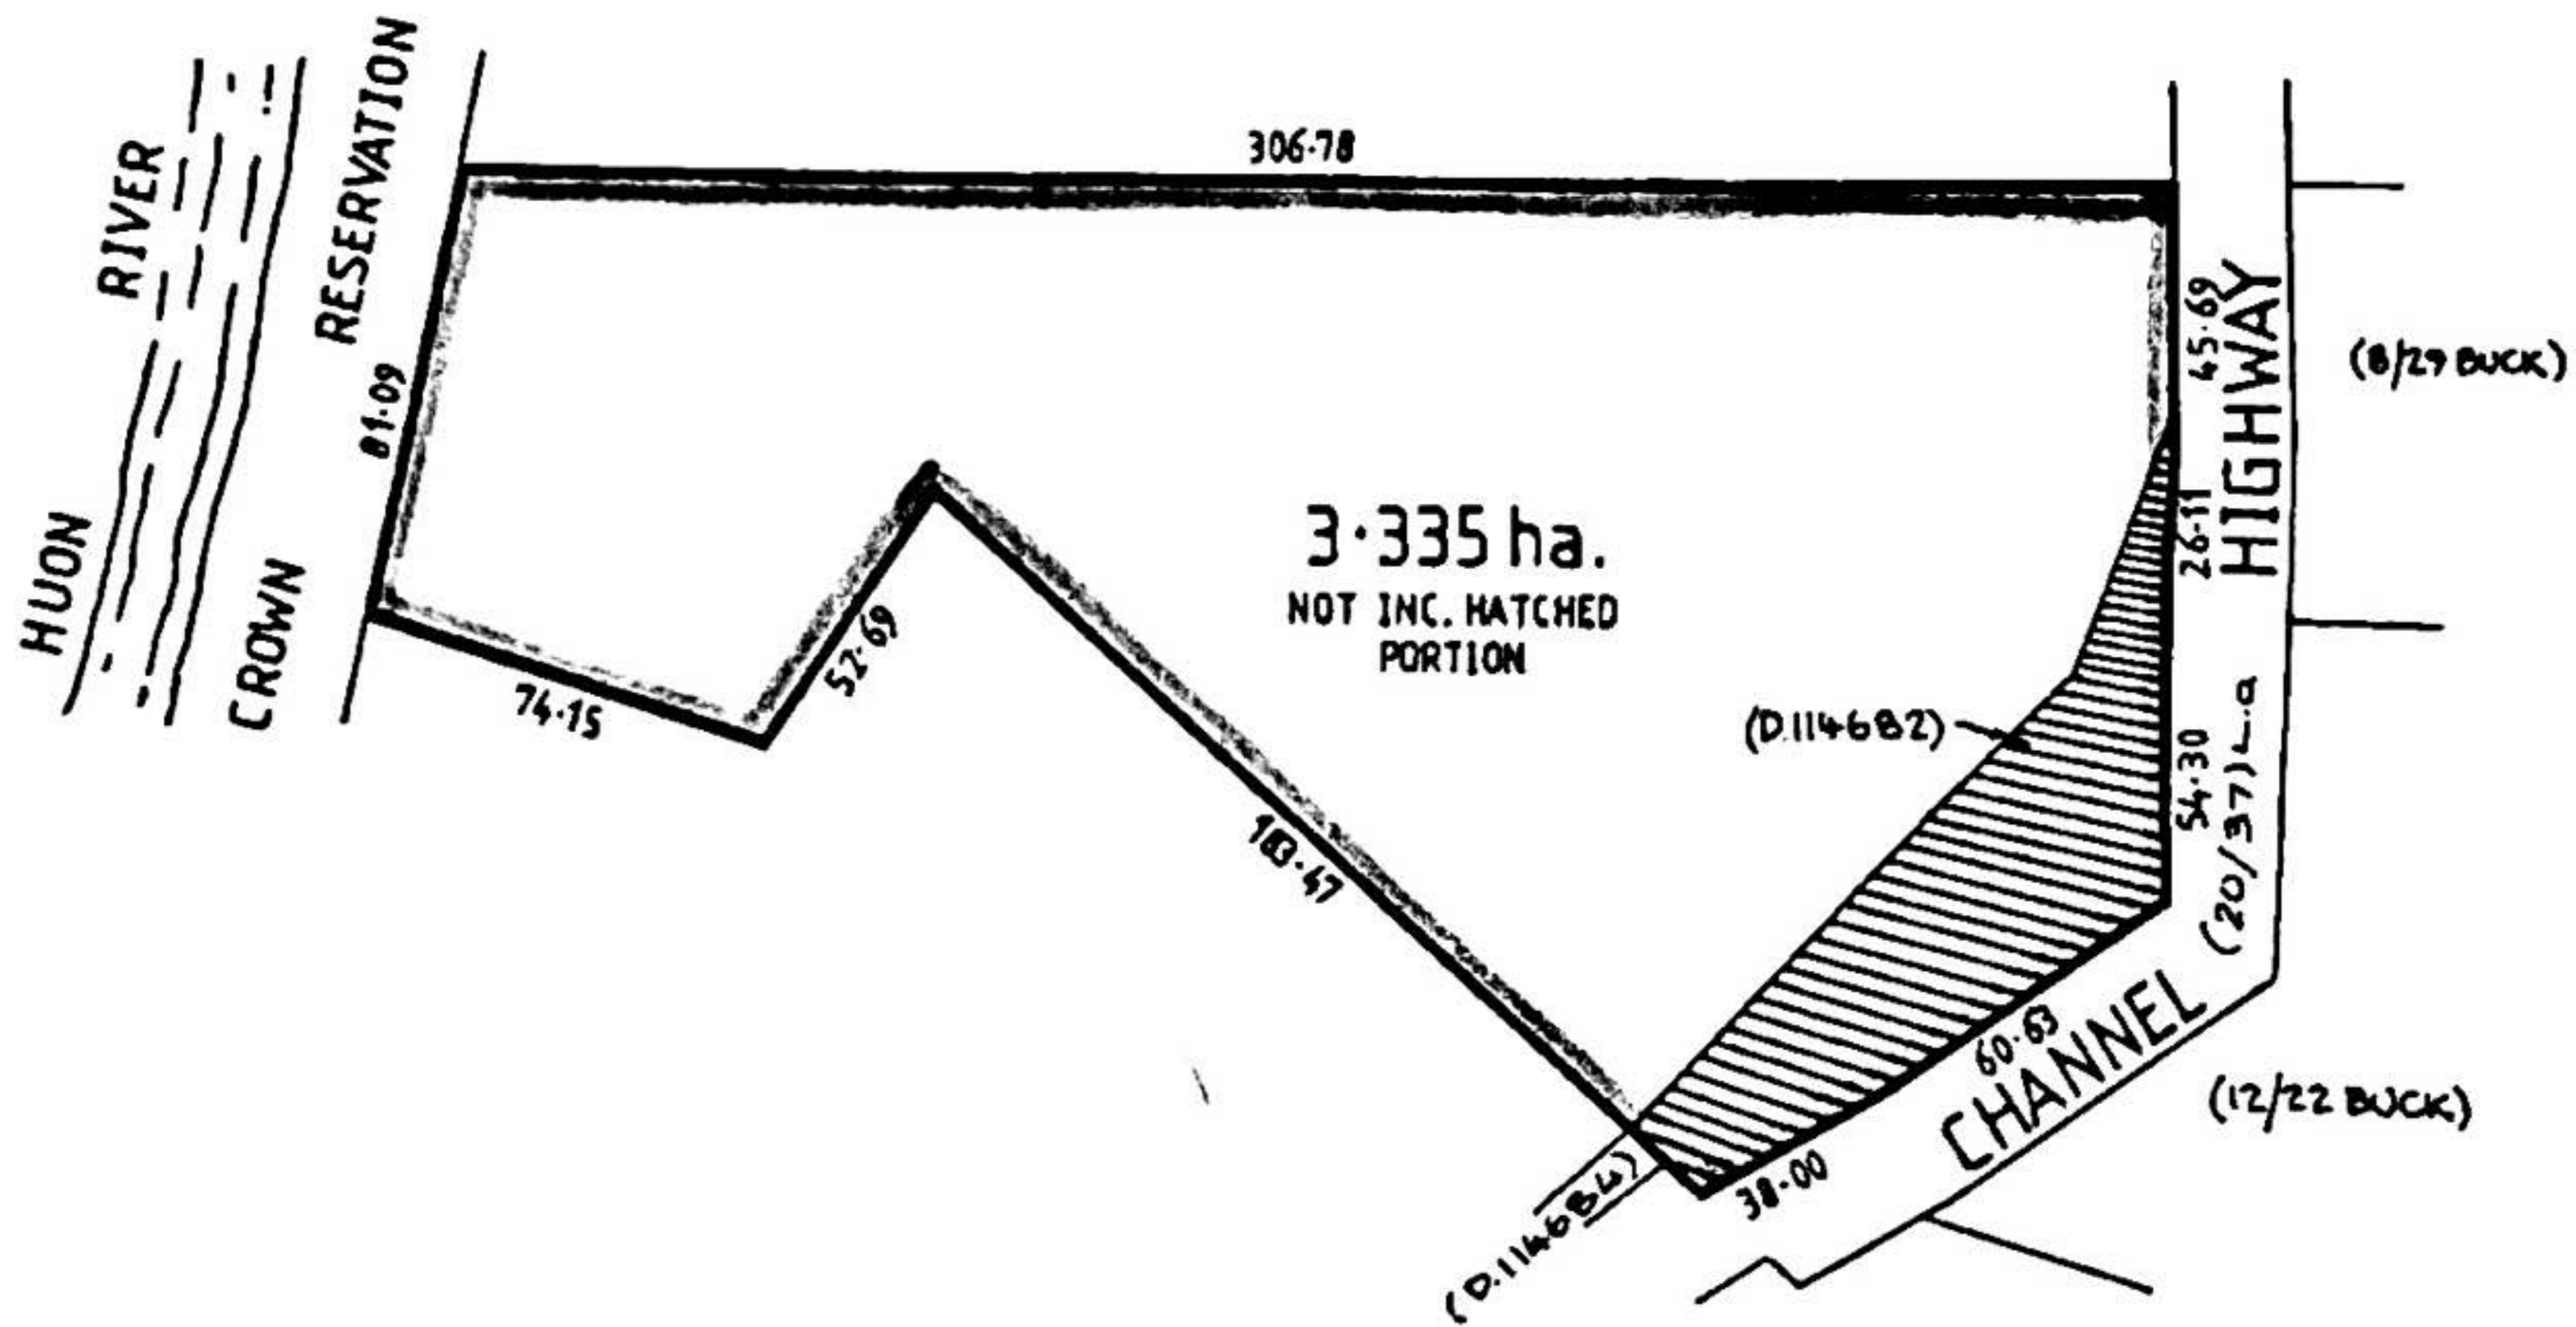 HUON RIVER
CROWN RESERVATION
306·78
81·09
74·15
52·69
183·47
3·335 ha.
NOT INC. HATCHED
PORTION
(D.114682)
(D.114684)
45·69
26·11
54·30
60·63
38·00
CHANNEL HIGHWAY
(20/37)L.a
(8/29 BUCK)
(12/22 BUCK)